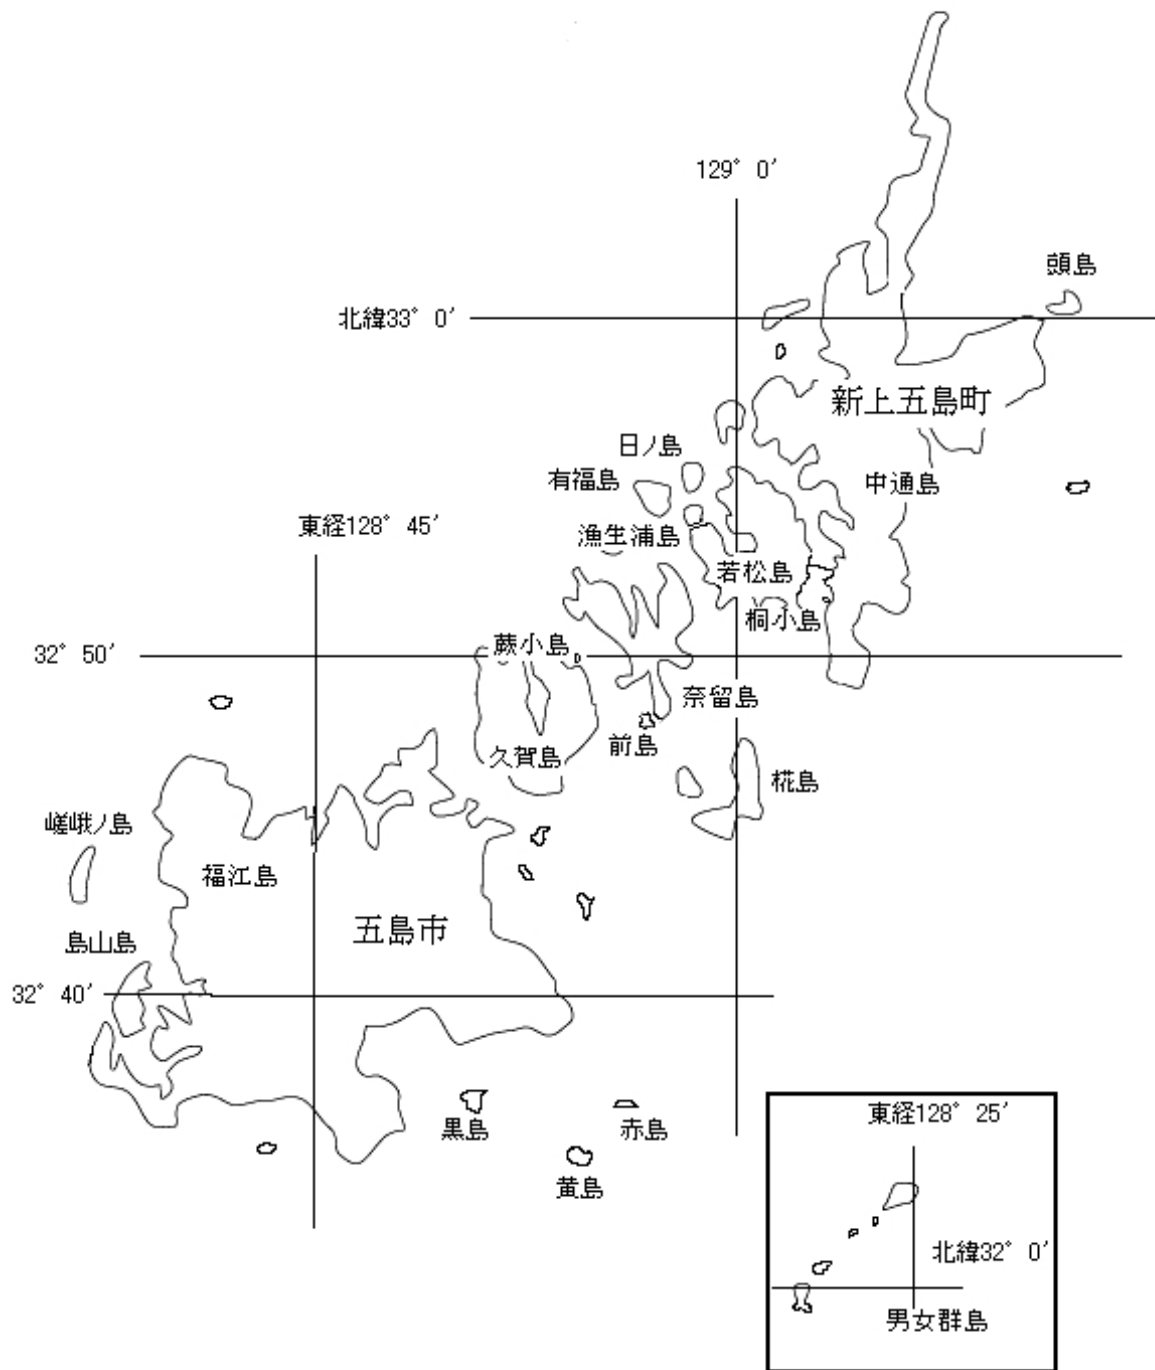 129° 0′
頭島
北緯33° 0′
新上五島町
日ノ島
有福島
中通島
東経128° 45′
漁生浦島
若松島
桐小島
蕨小島
32° 50′
奈留島
前島
久賀島
椛島
嵯峨ノ島
福江島
五島市
島山島
32° 40′
黒島
赤島
黄島
東経128° 25′
北緯32° 0′
男女群島